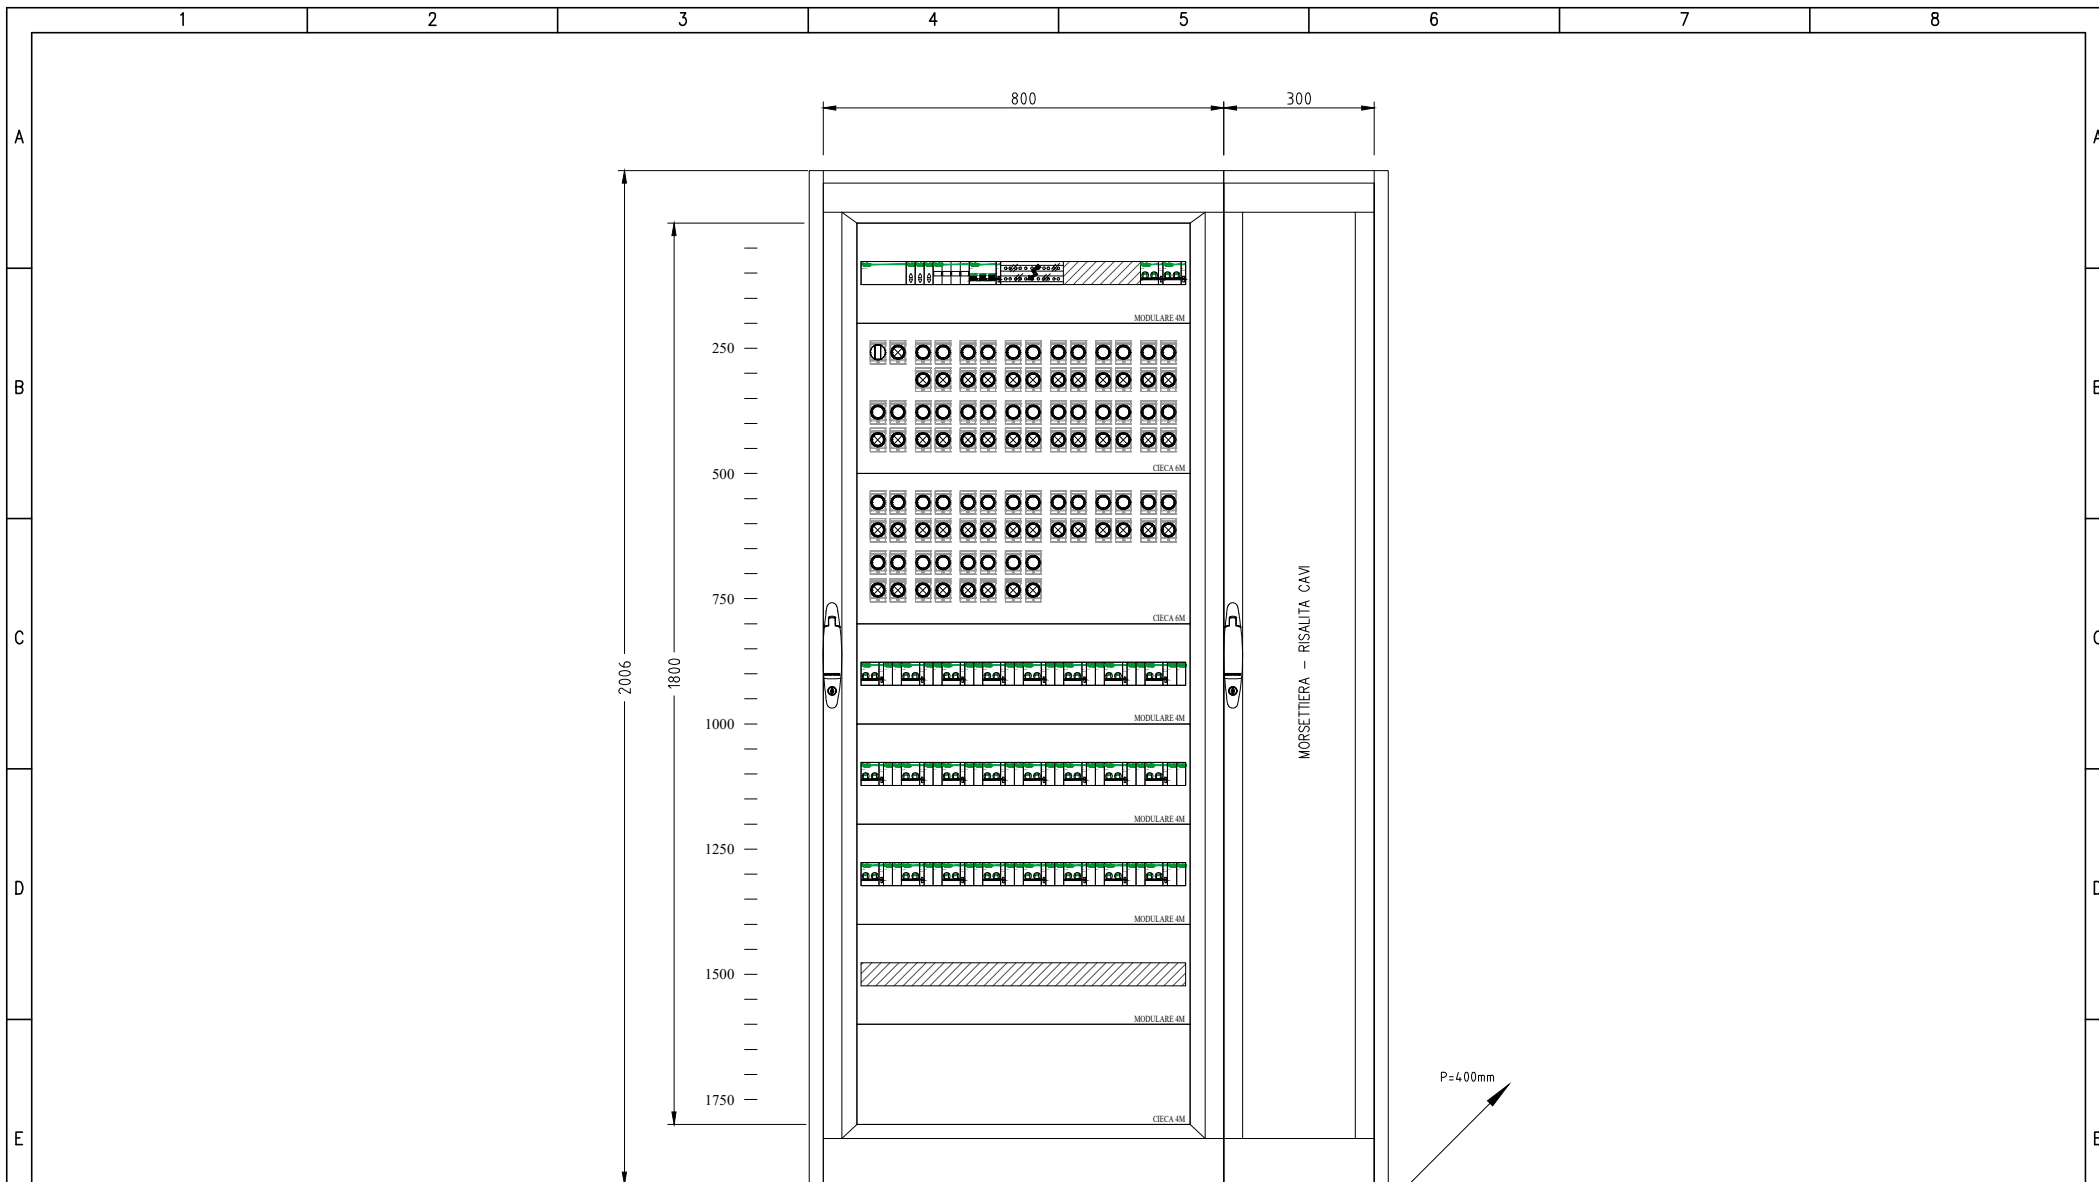 1 2 3 4 5 6 7 8
800 300
A A
MODULARE 4M
250
B B
CIECA 6M
500
750
CIECA 6M
C C
MORSETTIERA - RISALITA CAVI
2006
1800
1000
MODULARE 4M
MODULARE 4M
1250
D D
MODULARE 4M
1500
MODULARE 4M
P=400mm
1750
CIECA 4M
E E